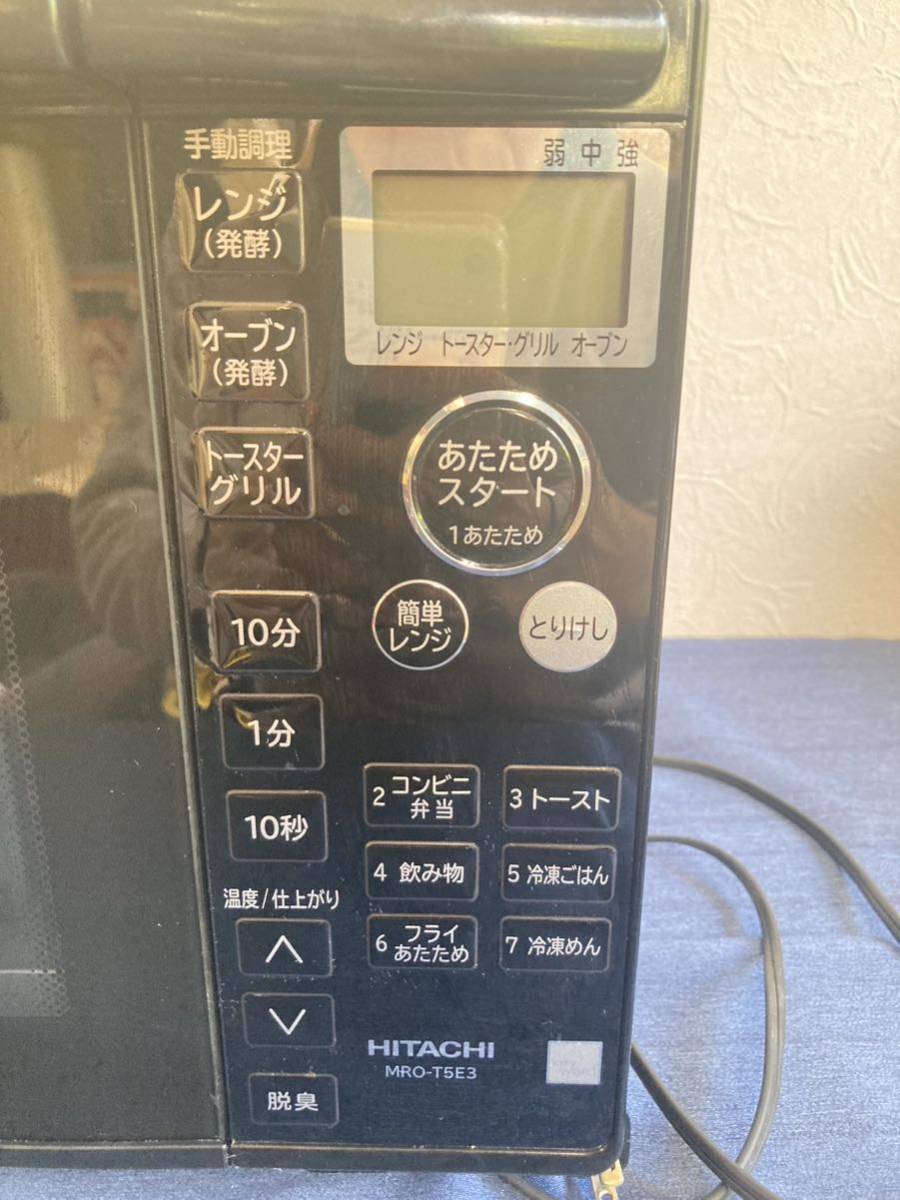 手動調理
レンジ
(発酵)
オーブン
(発酵)
トースター
グリル
10分
1分
10秒
温度/仕上がり
脱臭
弱 中 強
レンジ トースター・グリル オーブン
あたため
スタート
1あたため
簡単
レンジ
とりけし
2 コンビニ
弁当
3 トースト
4 飲み物
5 冷凍ごはん
6 フライ
あたため
7 冷凍めん
HITACHI
MRO-T5E3